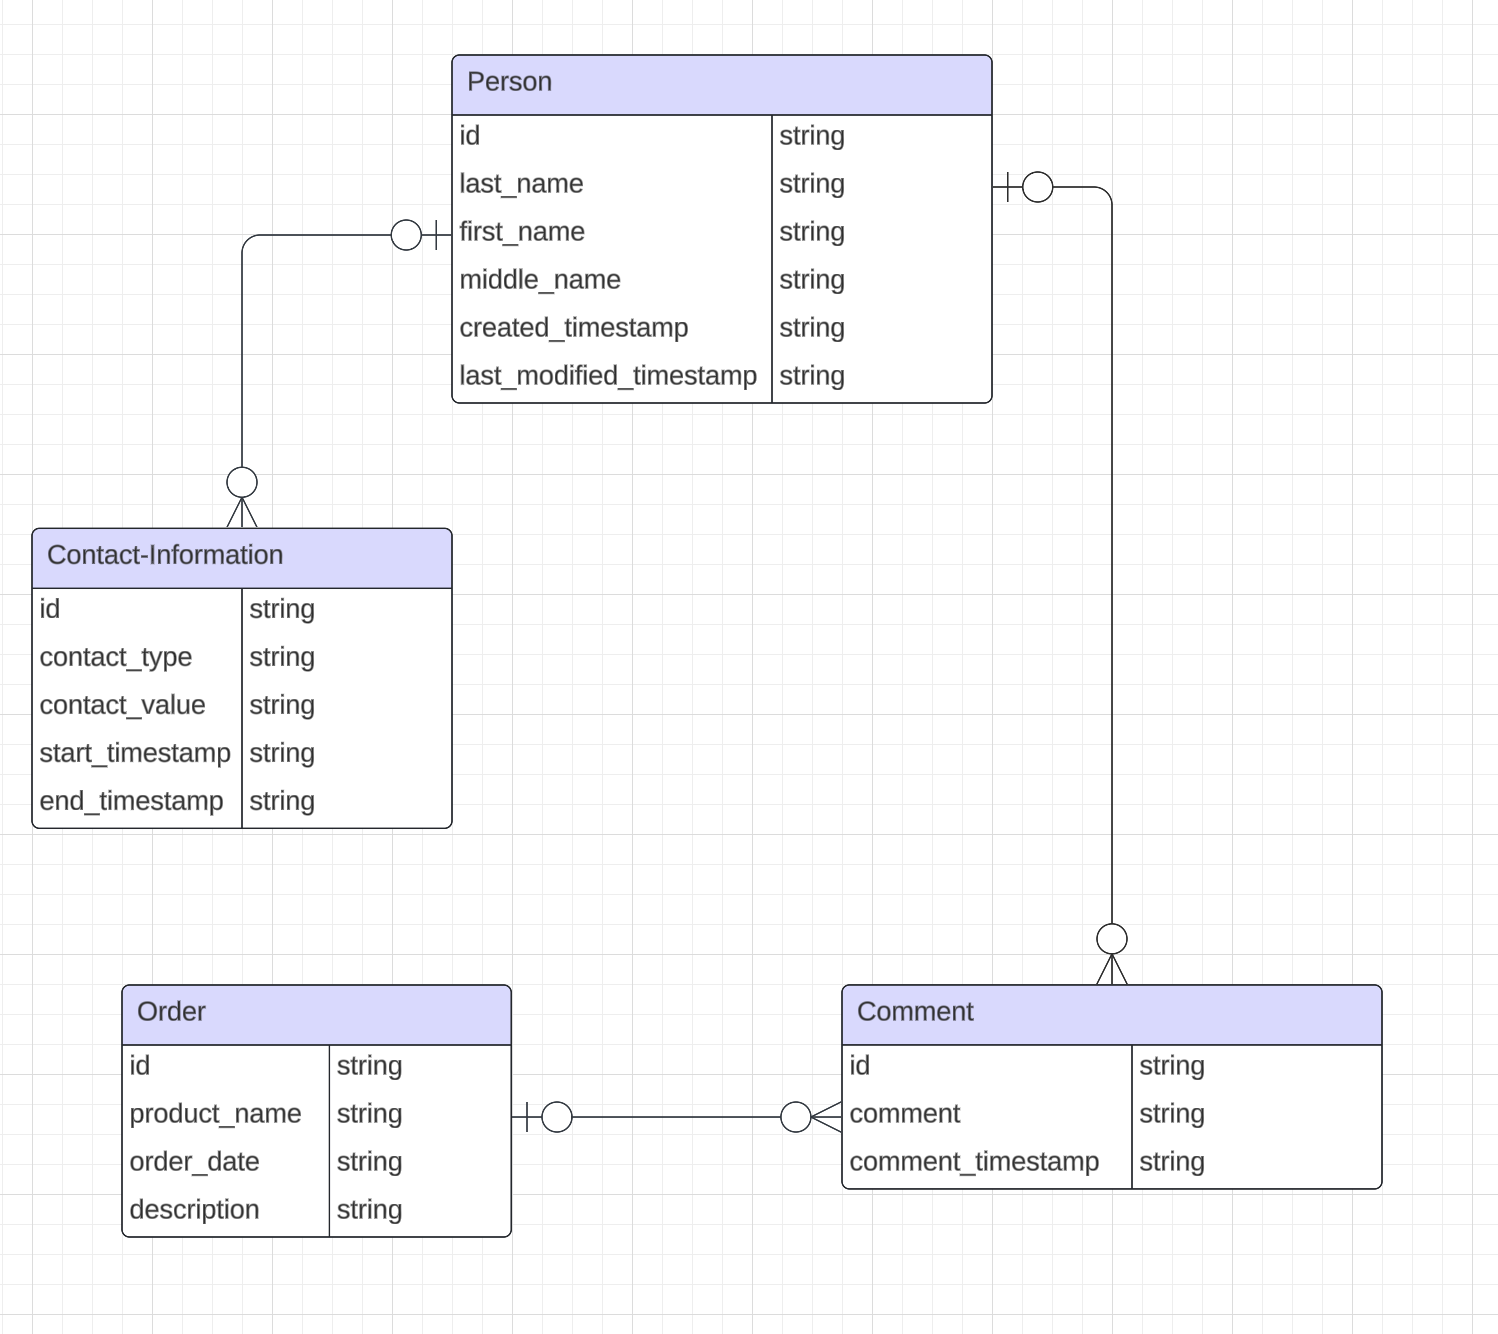 Person
id string
last_name string
first_name string
middle_name string
created_timestamp string
last_modified_timestamp string
Contact-Information
id string
contact_type string
contact_value string
start_timestamp string
end_timestamp string
Order
id string
product_name string
order_date string
description string
Comment
id string
comment string
comment_timestamp string